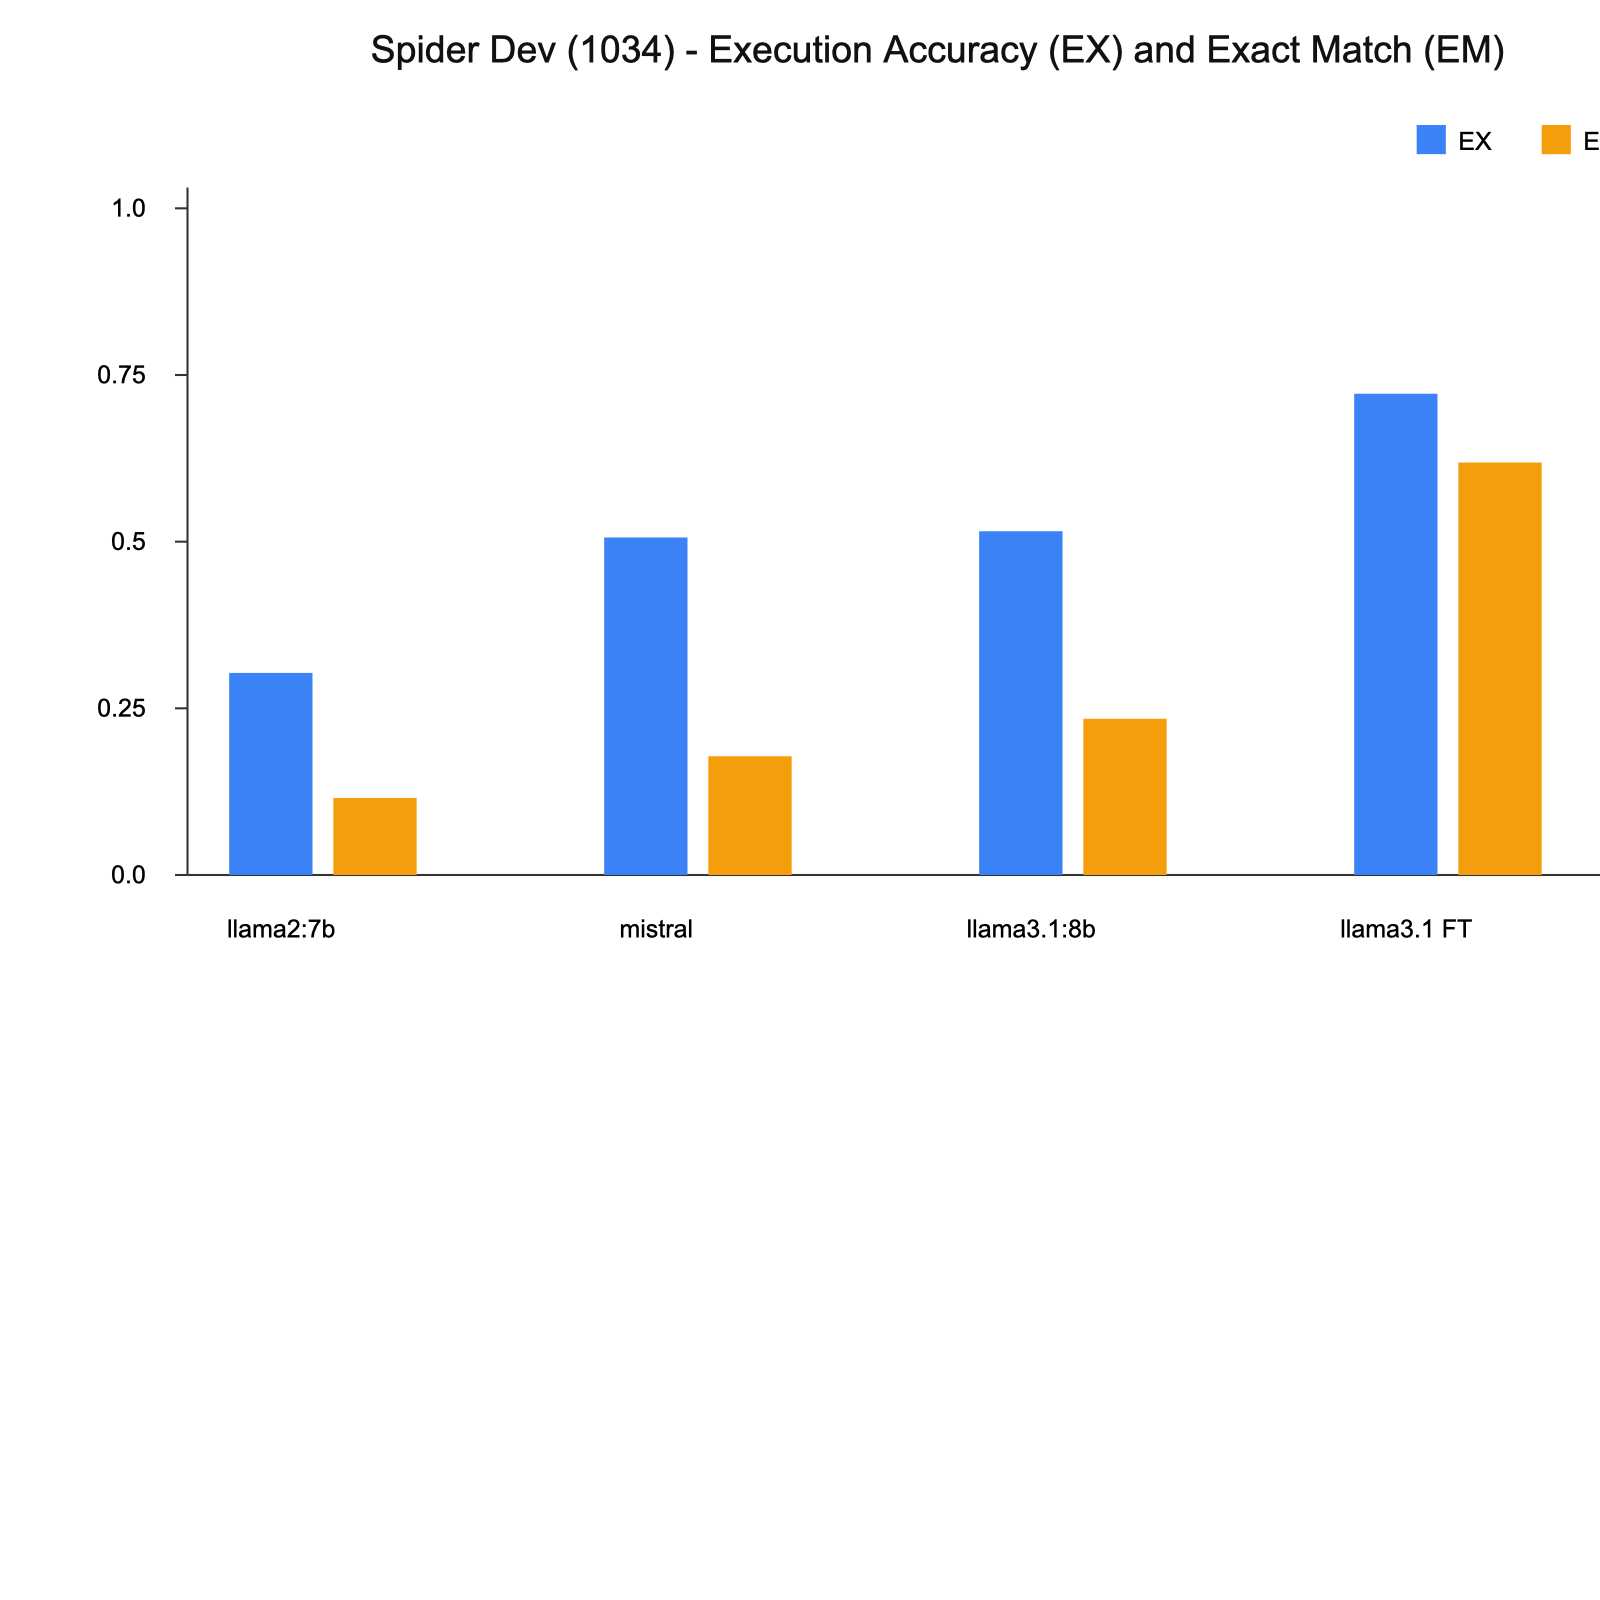 Spider Dev (1034) - Execution Accuracy (EX) and Exact Match (EM)
EX
E
1.0
0.75
0.5
0.25
0.0
llama2:7b
mistral
llama3.1:8b
llama3.1 FT